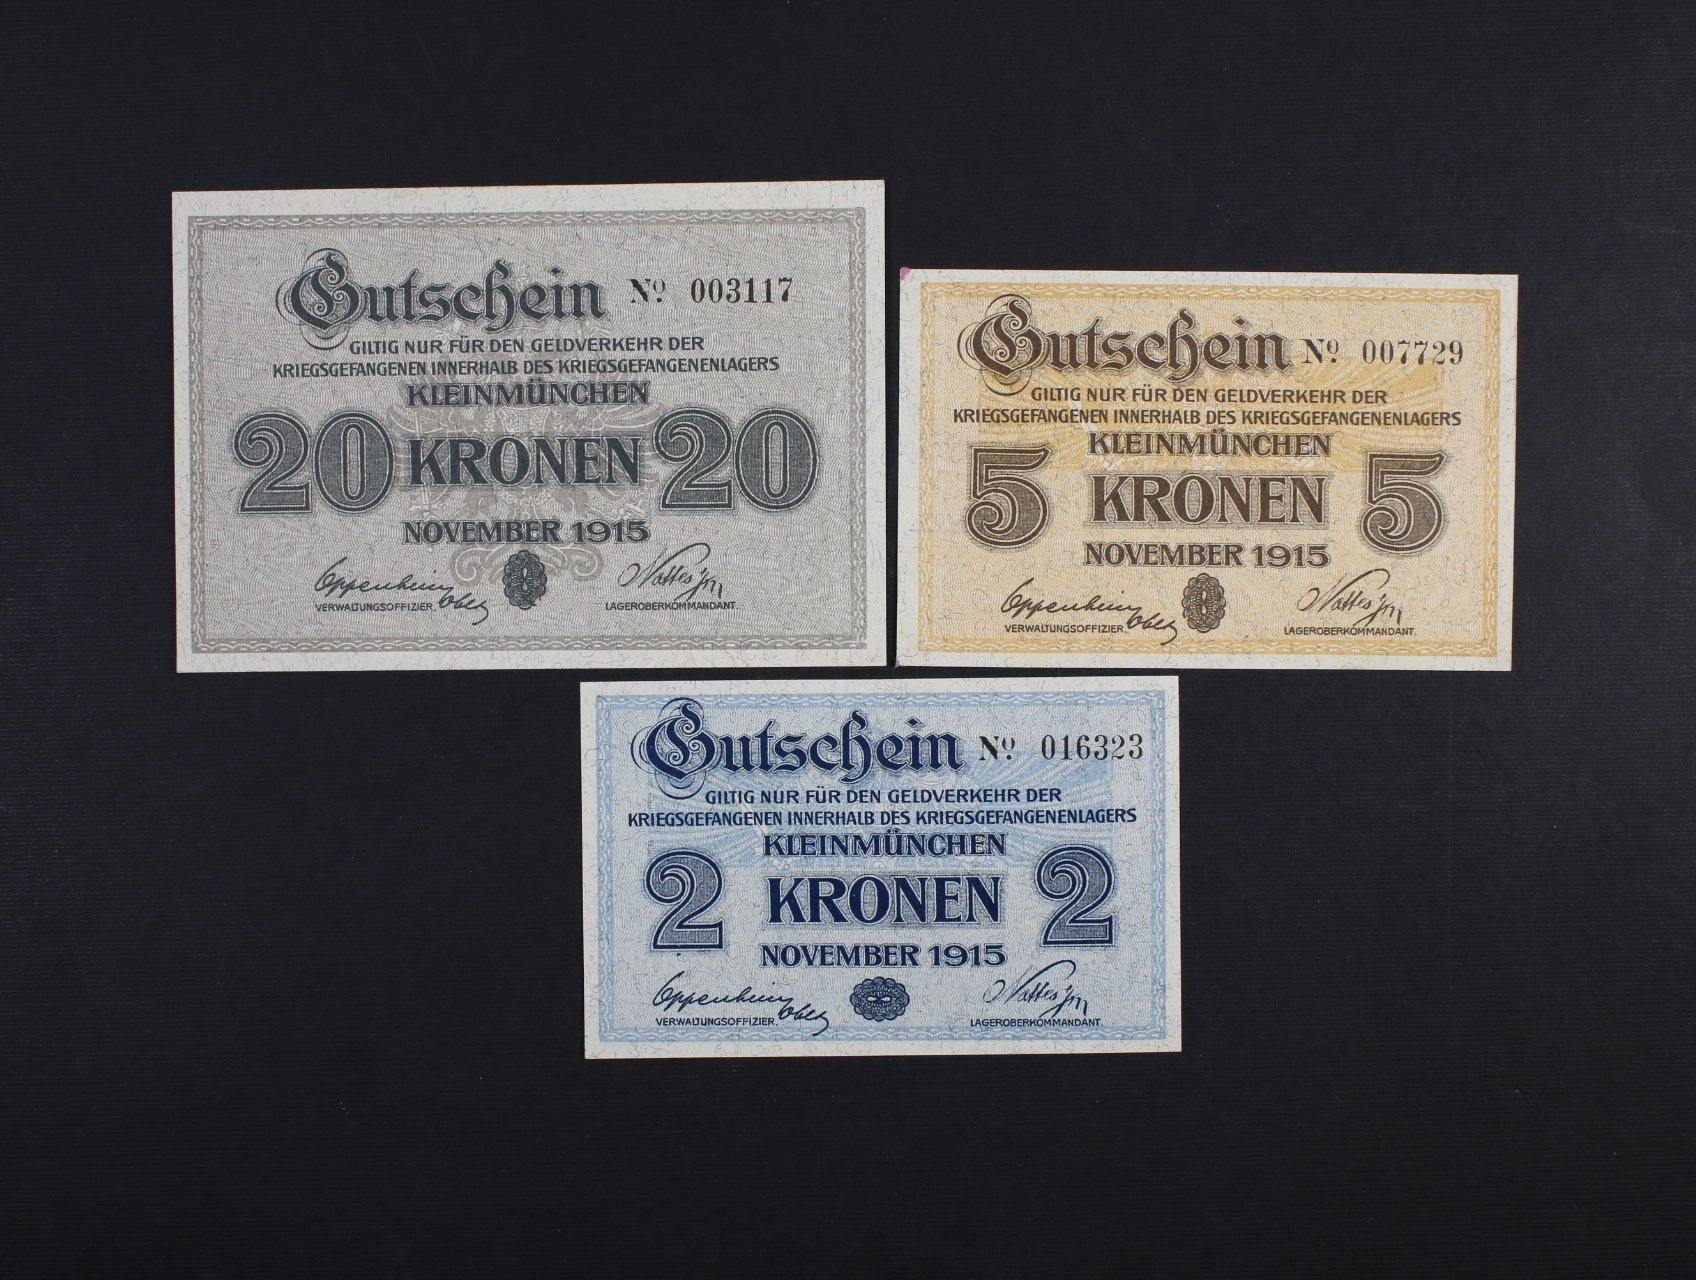 Gutschein No 003117
GILTIG NUR FÜR DEN GELDVERKEHR DER
KRIEGSGEFANGENEN INNERHALB DES KRIEGSGEFANGENENLAGERS
KLEINMÜNCHEN
20 KRONEN 20
NOVEMBER 1915
VERWALTUNGSOFFIZIER. LAGEROBERKOMMANDANT.
Gutschein No 007729
GILTIG NUR FÜR DEN GELDVERKEHR DER
KRIEGSGEFANGENEN INNERHALB DES KRIEGSGEFANGENENLAGERS
KLEINMÜNCHEN
5 KRONEN 5
NOVEMBER 1915
VERWALTUNGSOFFIZIER. LAGEROBERKOMMANDANT.
Gutschein No 016323
GILTIG NUR FÜR DEN GELDVERKEHR DER
KRIEGSGEFANGENEN INNERHALB DES KRIEGSGEFANGENENLAGERS
KLEINMÜNCHEN
2 KRONEN 2
NOVEMBER 1915
VERWALTUNGSOFFIZIER. LAGEROBERKOMMANDANT.